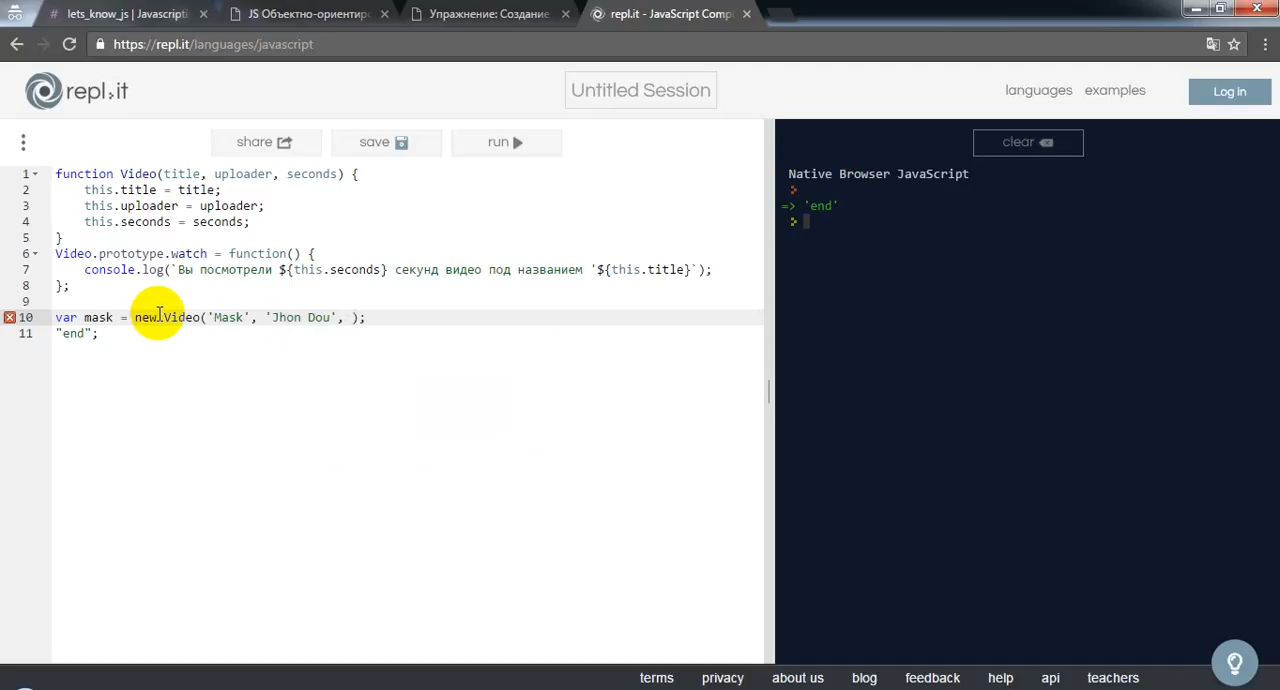 # lets_know_js | Javascript
JS Объектно-ориентир
Упражнение: Создание
repl.it - JavaScript Comp
https://repl.it/languages/javascript
repl.it
Untitled Session
languages
examples
Log in
share
save
run
clear
1 function Video(title, uploader, seconds) {
2 this.title = title;
3 this.uploader = uploader;
4 this.seconds = seconds;
5 }
6 Video.prototype.watch = function() {
7 console.log(`Вы посмотрели ${this.seconds} секунд видео под названием '${this.title}`);
8 };
9
10 var mask = new Video('Mask', 'Jhon Dou', );
11 "end";
Native Browser JavaScript
>
=> 'end'
>
terms
privacy
about us
blog
feedback
help
api
teachers